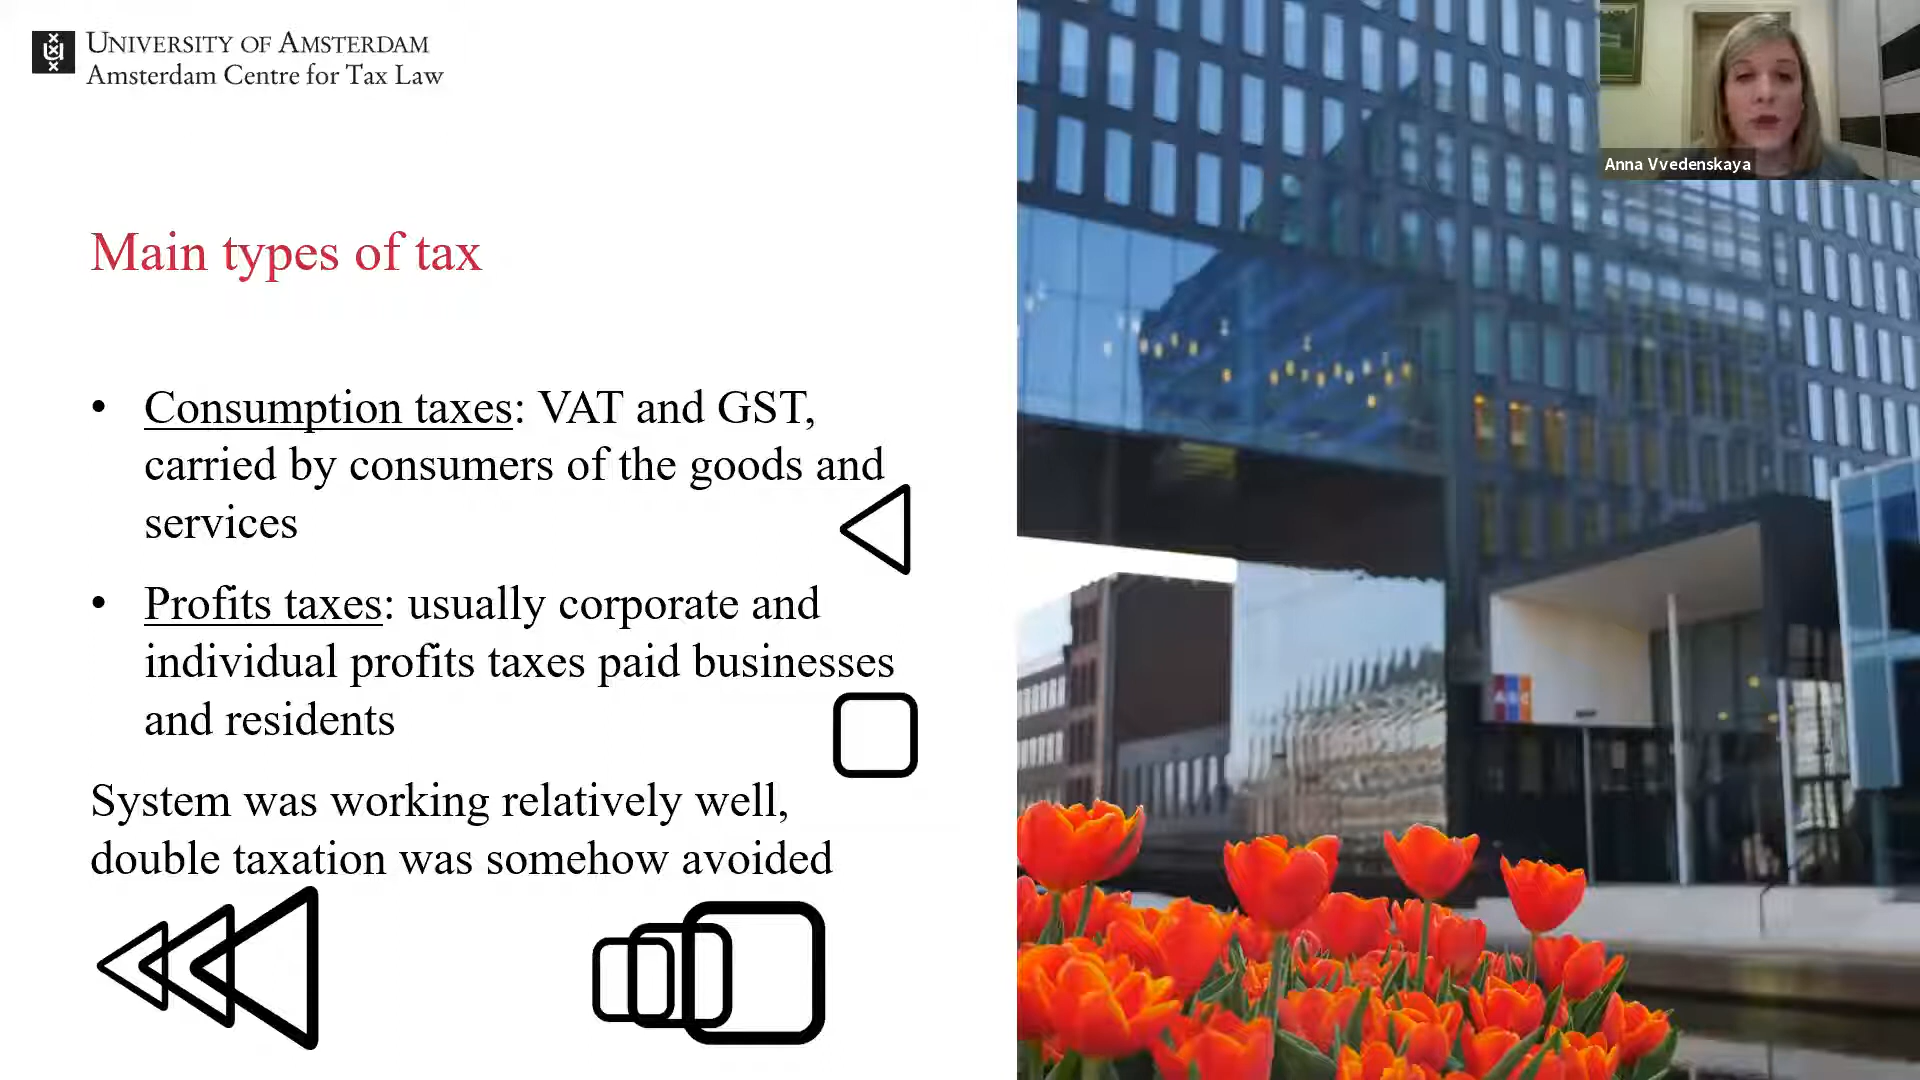 UNIVERSITY OF AMSTERDAM
Amsterdam Centre for Tax Law
Main types of tax
• Consumption taxes: VAT and GST,
carried by consumers of the goods and
services
• Profits taxes: usually corporate and
individual profits taxes paid businesses
and residents
System was working relatively well,
double taxation was somehow avoided
Anna Vvedenskaya